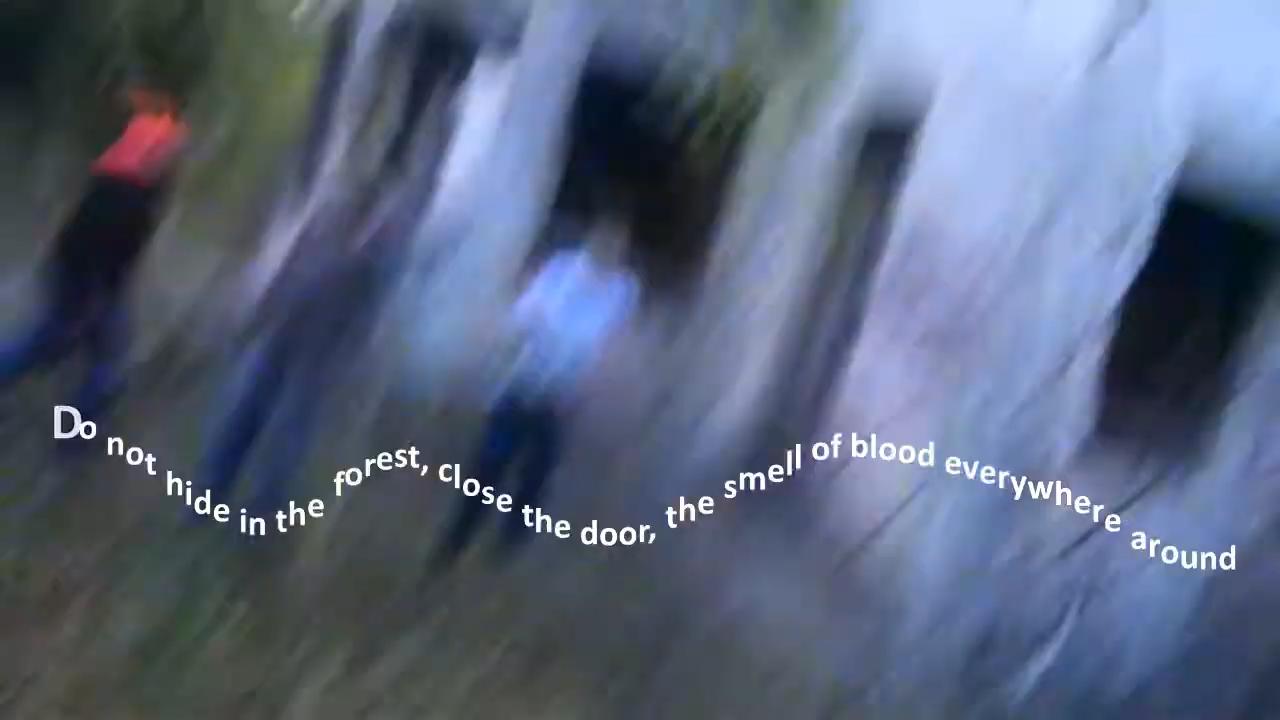 Do not hide in the forest, close the door, the smell of blood everywhere around